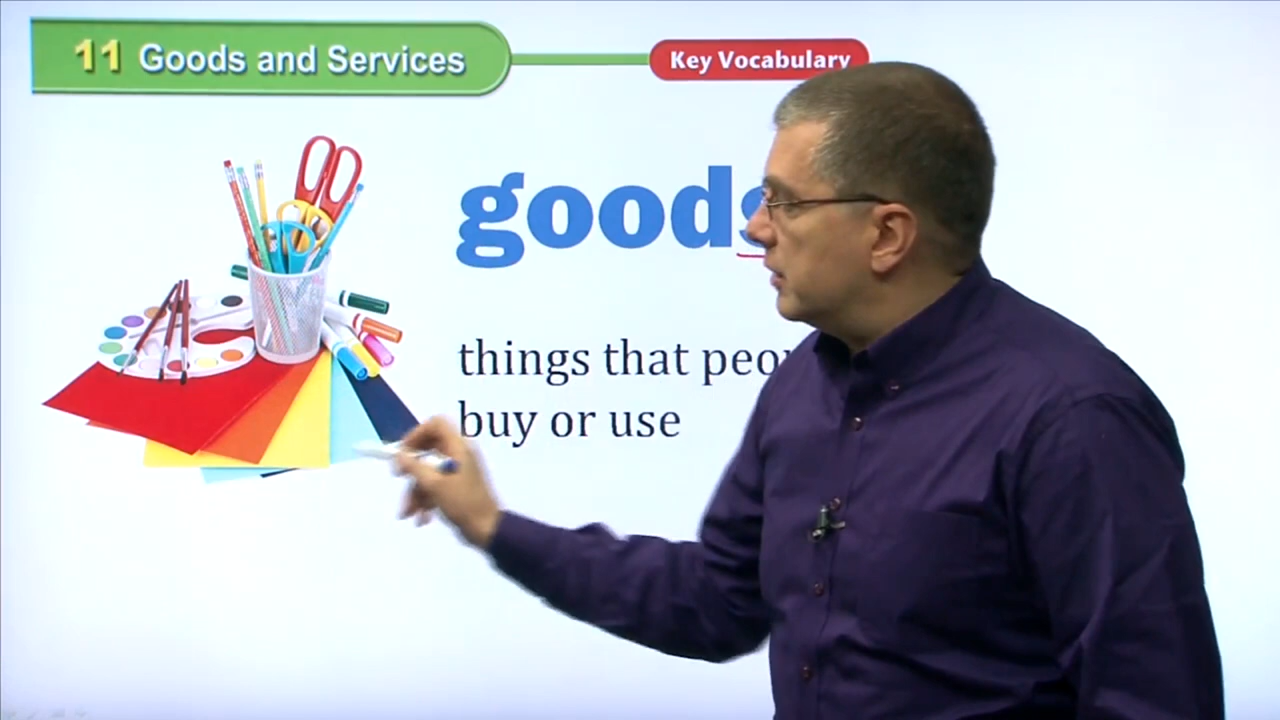 11 Goods and Services
Key Vocabulary
goods
things that
buy or use